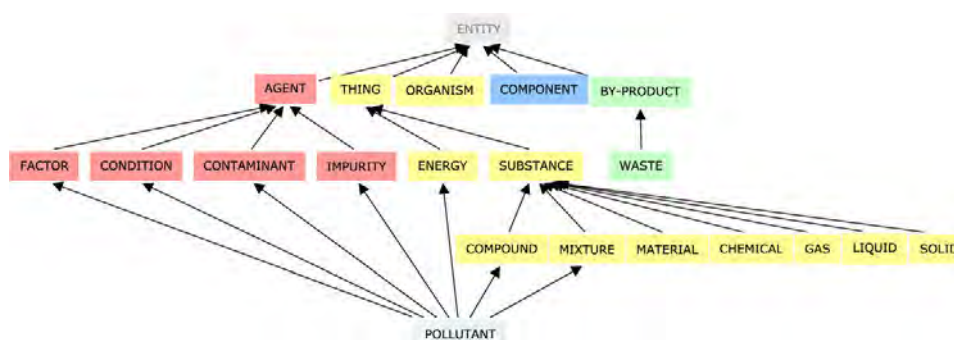 ENTITY
AGENT THING ORGANISM COMPONENT BY-PRODUCT
FACTOR CONDITION CONTAMINANT IMPURITY ENERGY SUBSTANCE WASTE
COMPOUND MIXTURE MATERIAL CHEMICAL GAS LIQUID SOLID
POLLUTANT